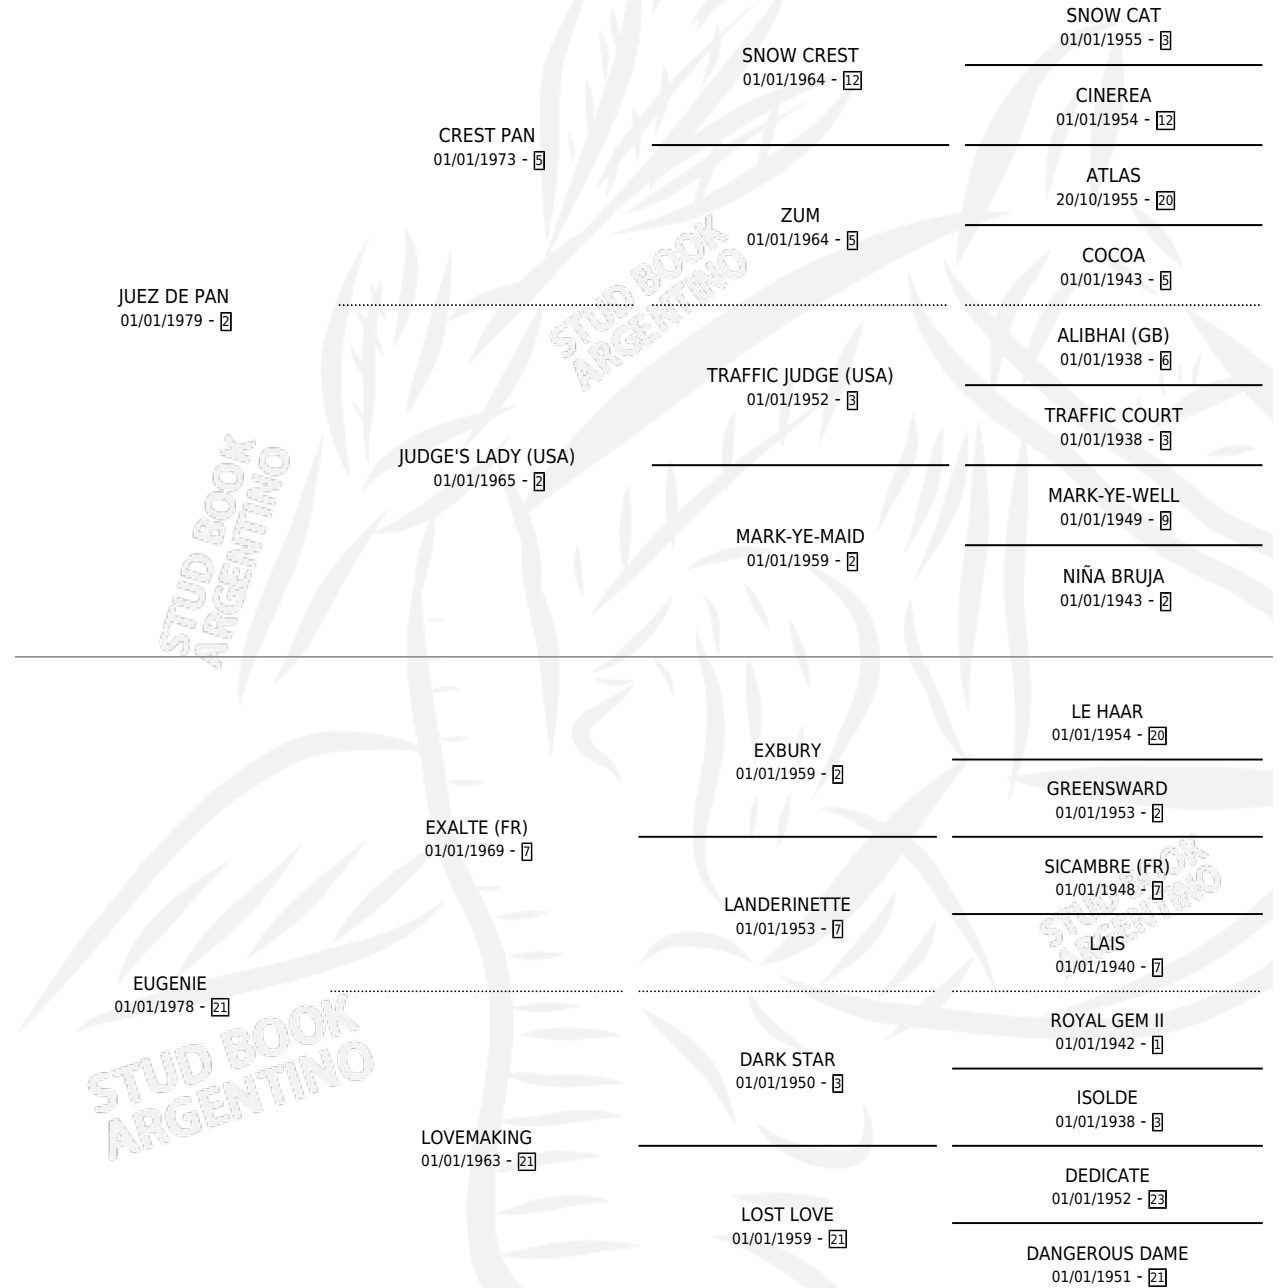 SNOW CAT
01/01/1955 - 3
SNOW CREST
01/01/1964 - 12
CINEREA
01/01/1954 - 12
CREST PAN
01/01/1973 - 5
ATLAS
20/10/1955 - 20
ZUM
01/01/1964 - 5
COCOA
01/01/1943 - 5
JUEZ DE PAN
01/01/1979 - 2
ALIBHAI (GB)
01/01/1938 - 6
TRAFFIC JUDGE (USA)
01/01/1952 - 3
TRAFFIC COURT
01/01/1938 - 3
JUDGE'S LADY (USA)
01/01/1965 - 2
MARK-YE-WELL
01/01/1949 - 9
MARK-YE-MAID
01/01/1959 - 2
NIÑA BRUJA
01/01/1943 - 2
STUD BOOK
ARGENTINO
STUD BOOK
ARGENTINO
LE HAAR
01/01/1954 - 20
EXBURY
01/01/1959 - 2
GREENSWARD
01/01/1953 - 2
EXALTE (FR)
01/01/1969 - 7
SICAMBRE (FR)
01/01/1948 - 7
LANDERINETTE
01/01/1953 - 7
LAIS
01/01/1940 - 7
STUD BOOK
ARGENTINO
EUGENIE
01/01/1978 - 21
ROYAL GEM II
01/01/1942 - 1
DARK STAR
01/01/1950 - 3
ISOLDE
01/01/1938 - 3
STUD BOOK
ARGENTINO
LOVEMAKING
01/01/1963 - 21
DEDICATE
01/01/1952 - 23
LOST LOVE
01/01/1959 - 21
DANGEROUS DAME
01/01/1951 - 21